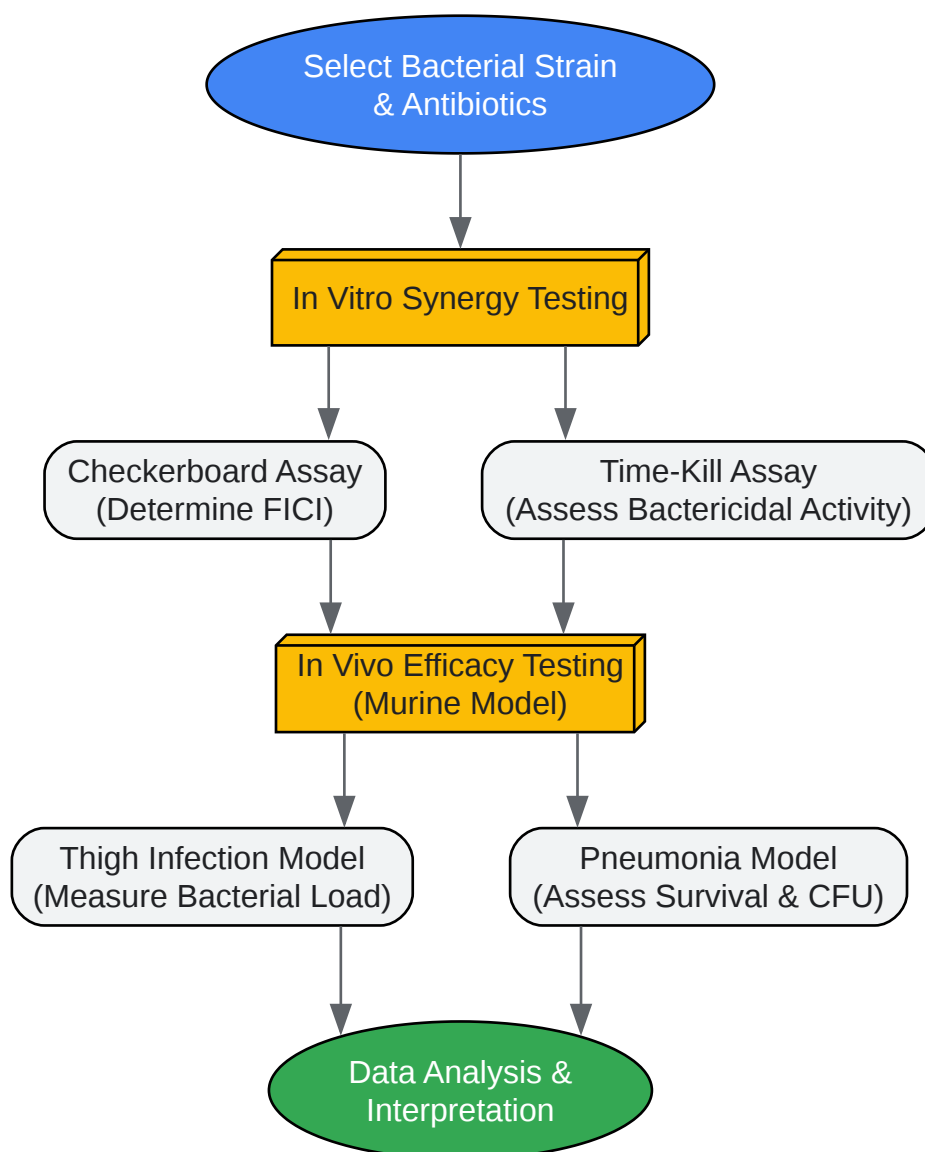 Select Bacterial Strain
& Antibiotics
In Vitro Synergy Testing
Checkerboard Assay
(Determine FICI)
Time-Kill Assay
(Assess Bactericidal Activity)
In Vivo Efficacy Testing
(Murine Model)
Thigh Infection Model
(Measure Bacterial Load)
Pneumonia Model
(Assess Survival & CFU)
Data Analysis &
Interpretation